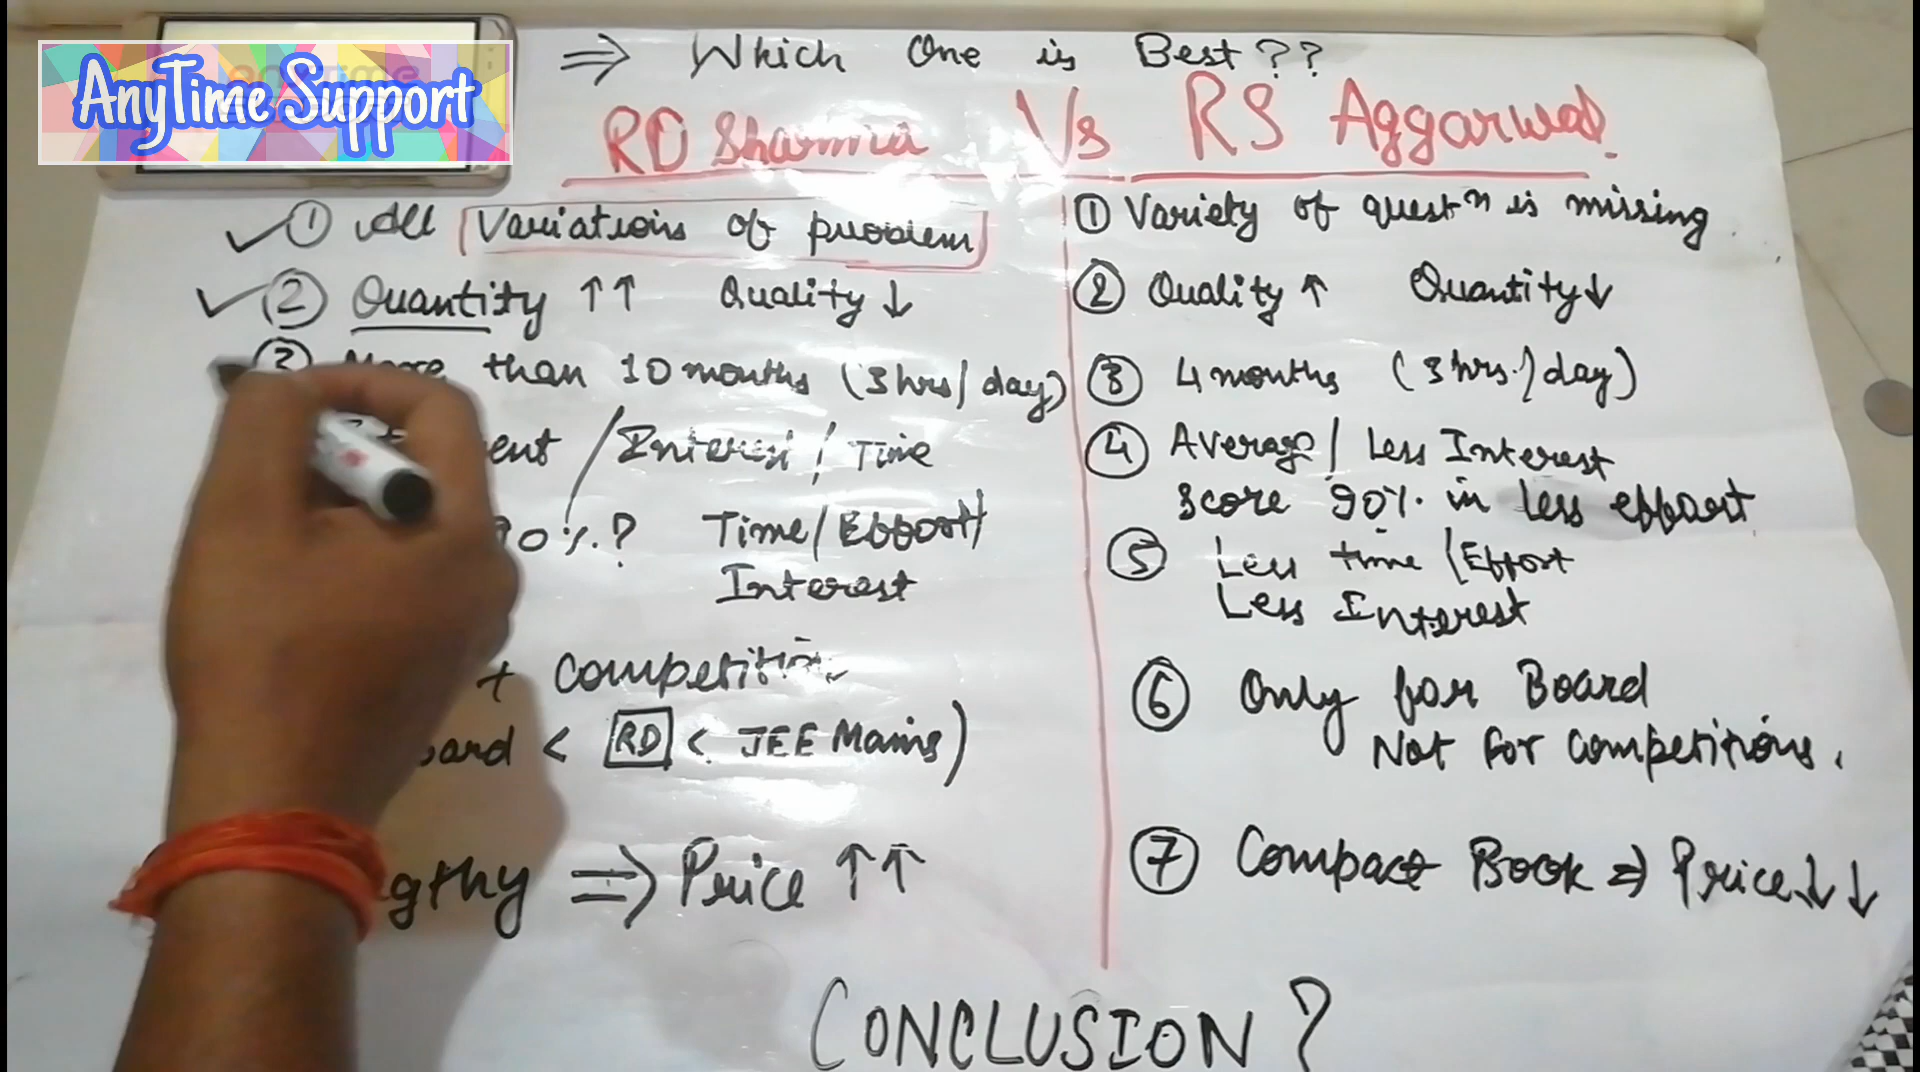 AnyTime Support
⇒ Which One is Best??
RD Sharma Vs RS Aggarwal.
① All Variations of problem
② Quantity ↑↑ Quality ↓
③ More than 10 months (3hrs/day)
/ Interest / Time
90%? Time/Effort/
Interest
+ Competition
< RD < JEE Mains)
⇒ Price ↑↑
① Variety of questⁿ is missing
② Quality ↑ Quantity ↓
③ 4 months (3hrs./day)
④ Average / Less Interest
Score 90%. in less effort
⑤ Less time / Effort
Less Interest
⑥ Only for Board
Not for Competitions.
⑦ Compact Book ⇒ Price ↓↓
CONCLUSION?